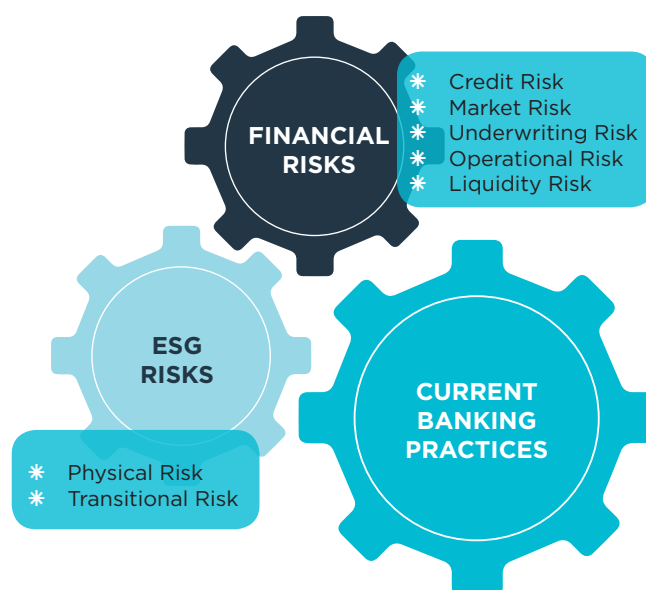 FINANCIAL
RISKS
Credit Risk
Market Risk
Underwriting Risk
Operational Risk
Liquidity Risk
ESG
RISKS
Physical Risk
Transitional Risk
CURRENT
BANKING
PRACTICES